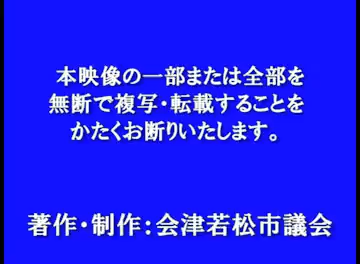 本映像の一部または全部を
無断で複写・転載することを
かたくお断りいたします。
著作・制作：会津若松市議会